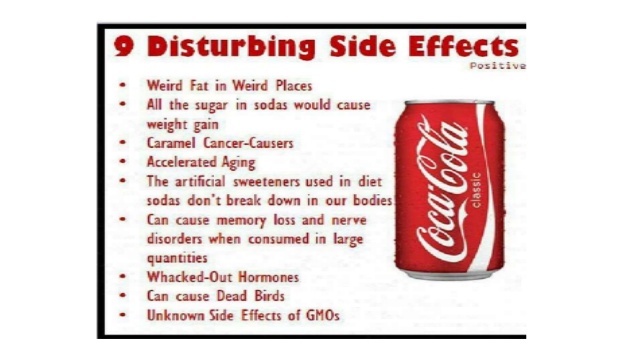 9 Disturbing Side Effects
Positive
• Weird Fat in Weird Places
• All the sugar in sodas would cause
weight gain
• Caramel Cancer-Causers
• Accelerated Aging
• The artificial sweeteners used in diet
sodas don't break down in our bodies
• Can cause memory loss and nerve
disorders when consumed in large
quantities
• Whacked-Out Hormones
• Can cause Dead Birds
• Unknown Side Effects of GMOs
Coca-Cola
classic